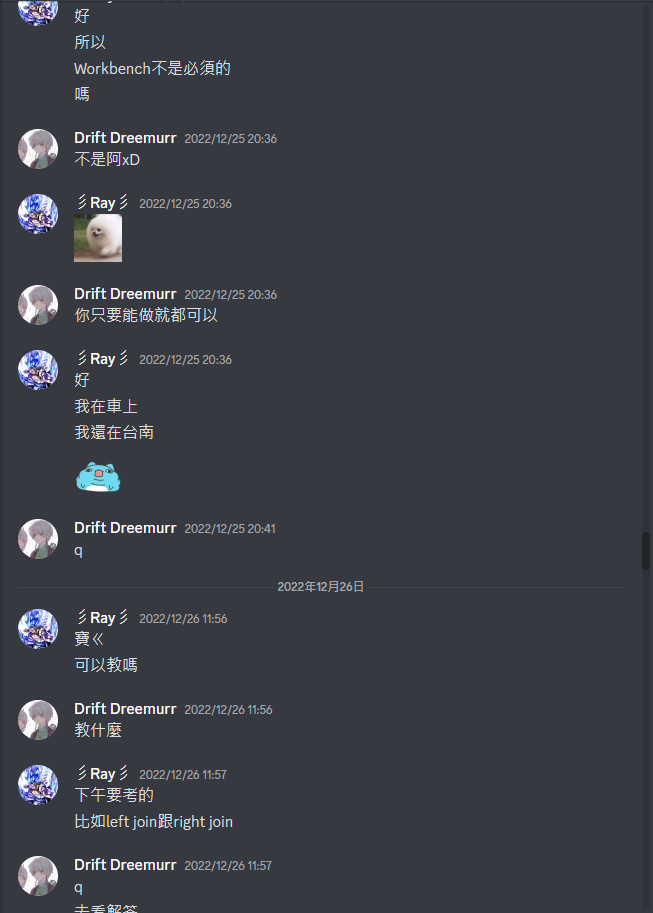 好
所以
Workbench不是必須的
嗎
Drift Dreemurr 2022/12/25 20:36
不是阿xD
彡Ray彡 2022/12/25 20:36
Drift Dreemurr 2022/12/25 20:36
你只要能做就都可以
彡Ray彡 2022/12/25 20:36
好
我在車上
我還在台南
Drift Dreemurr 2022/12/25 20:41
q
2022年12月26日
彡Ray彡 2022/12/26 11:56
寶ㄍ
可以教嗎
Drift Dreemurr 2022/12/26 11:56
教什麼
彡Ray彡 2022/12/26 11:57
下午要考的
比如left join跟right join
Drift Dreemurr 2022/12/26 11:57
q
去看解答